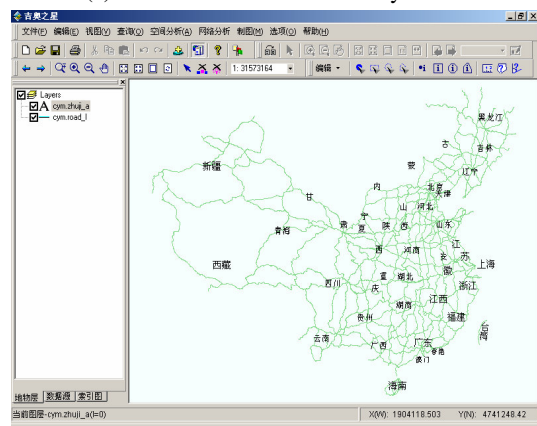 吉奥之星
文件(F) 编辑(E) 视图(V) 查询(Q) 空间分析(A) 网络分析 制图(M) 选项(O) 帮助(H)
1: 31573164 编辑
Layers
cym.zhuji_a
cym.road_l
黑龙江
吉林
古
辽宁
蒙
新疆
内
北京
天津
甘
山 河北
宁
肃 夏 陕 西 山东
青海
江
西 河南
苏
安
西藏
徽
上海
四川
重 湖北
庆
浙江
江西
湖南
贵州
福建
台
湾
云南
广西
广东
香港
澳门
海南
地物层 数据源 索引图
当前图层-cym.zhuji_a(I=0)
X(W): 1904118.503 Y(N): 4741248.42